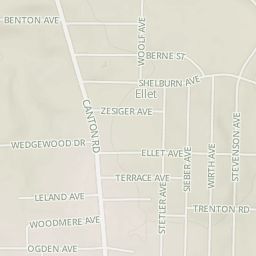 BENTON AVE
WOOLF AVE
BERNE ST
SHELBURN AVE
Ellet
ZESIGER AVE
CANTON RD
WEDGEWOOD DR
ELLET AVE
STEVENSON AVE
WIRTH AVE
SIEBER AVE
TERRACE AVE
LELAND AVE
STETLER AVE
TRENTON RD
WOODMERE AVE
OGDEN AVE